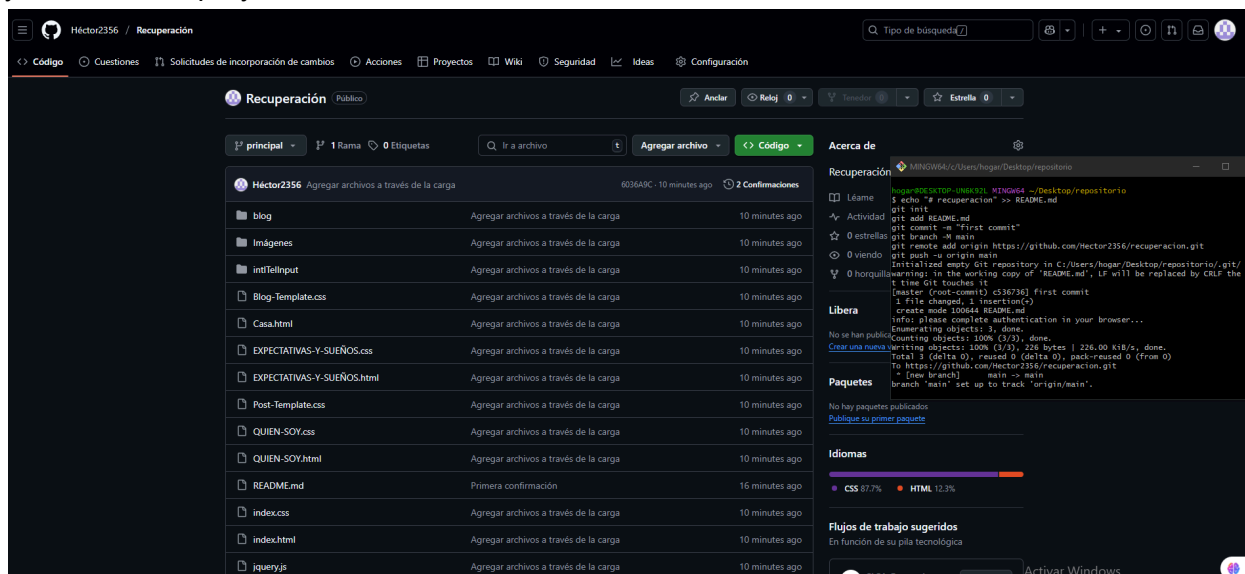 Héctor2356 / Recuperación
Tipo de búsqueda[/]
Código Cuestiones Solicitudes de incorporación de cambios Acciones Proyectos Wiki Seguridad Ideas Configuración
Recuperación Público
Anclar Reloj 0 Tenedor 0 Estrella 0
principal 1 Rama 0 Etiquetas Ir a archivo t Agregar archivo Código
Héctor2356 Agregar archivos a través de la carga 6036A9C · 10 minutes ago 2 Confirmaciones
blog Agregar archivos a través de la carga 10 minutes ago
Imágenes Agregar archivos a través de la carga 10 minutes ago
intlTelInput Agregar archivos a través de la carga 10 minutes ago
Blog-Template.css Agregar archivos a través de la carga 10 minutes ago
Casa.html Agregar archivos a través de la carga 10 minutes ago
EXPECTATIVAS-Y-SUEÑOS.css Agregar archivos a través de la carga 10 minutes ago
EXPECTATIVAS-Y-SUEÑOS.html Agregar archivos a través de la carga 10 minutes ago
Post-Template.css Agregar archivos a través de la carga 10 minutes ago
QUIEN-SOY.css Agregar archivos a través de la carga 10 minutes ago
QUIEN-SOY.html Agregar archivos a través de la carga 10 minutes ago
README.md Primera confirmación 16 minutes ago
index.css Agregar archivos a través de la carga 10 minutes ago
index.html Agregar archivos a través de la carga 10 minutes ago
jquery.js Agregar archivos a través de la carga 10 minutes ago
Acerca de
Recuperación
Léame
Actividad
0 estrellas
0 viendo
0 horquilla
Libera
No se han publica
Crear una nueva v
Paquetes
No hay paquetes publicados
Publique su primer paquete
Idiomas
CSS 87.7% HTML 12.3%
Flujos de trabajo sugeridos
En función de su pila tecnológica
MINGW64:/c/Users/hogar/Desktop/repositorio
hogar@DESKTOP-UN6K92L MINGW64 ~/Desktop/repositorio
$ echo "# recuperacion" >> README.md
git init
git add README.md
git commit -m "first commit"
git branch -M main
git remote add origin https://github.com/Hector2356/recuperacion.git
git push -u origin main
Initialized empty Git repository in C:/Users/hogar/Desktop/repositorio/.git/
warning: in the working copy of 'README.md', LF will be replaced by CRLF the
t time Git touches it
[master (root-commit) c536736] first commit
1 file changed, 1 insertion(+)
create mode 100644 README.md
info: please complete authentication in your browser...
Enumerating objects: 3, done.
Counting objects: 100% (3/3), done.
Writing objects: 100% (3/3), 226 bytes | 226.00 KiB/s, done.
Total 3 (delta 0), reused 0 (delta 0), pack-reused 0 (from 0)
To https://github.com/Hector2356/recuperacion.git
* [new branch] main -> main
branch 'main' set up to track 'origin/main'.
Activar Windows